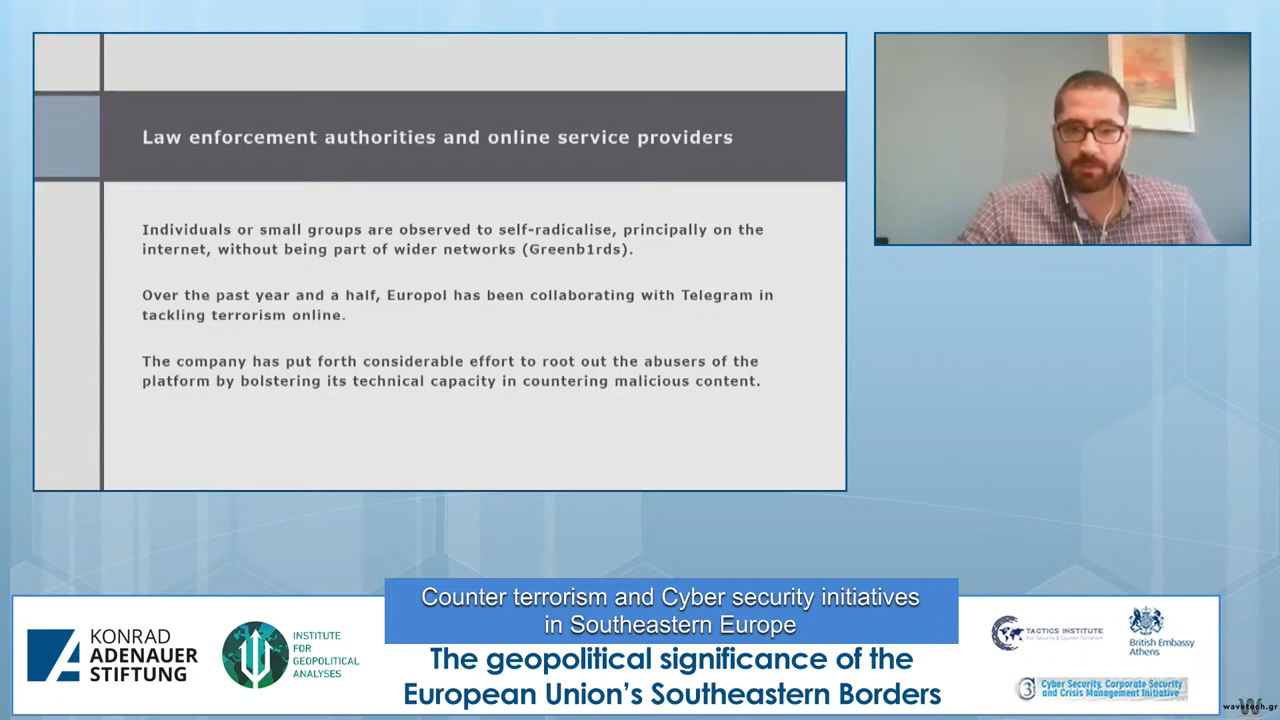 Law enforcement authorities and online service providers
Individuals or small groups are observed to self-radicalise, principally on the
internet, without being part of wider networks (Greenb1rds).
Over the past year and a half, Europol has been collaborating with Telegram in
tackling terrorism online.
The company has put forth considerable effort to root out the abusers of the
platform by bolstering its technical capacity in countering malicious content.
Counter terrorism and Cyber security initiatives
in Southeastern Europe
The geopolitical significance of the
European Union's Southeastern Borders
KONRAD
ADENAUER
STIFTUNG
INSTITUTE
FOR
GEOPOLITICAL
ANALYSES
TACTICS INSTITUTE
For Security & Counter Terrorism
British Embassy
Athens
3
Cyber Security, Corporate Security
and Crisis Management Initiative
wavetech.gr